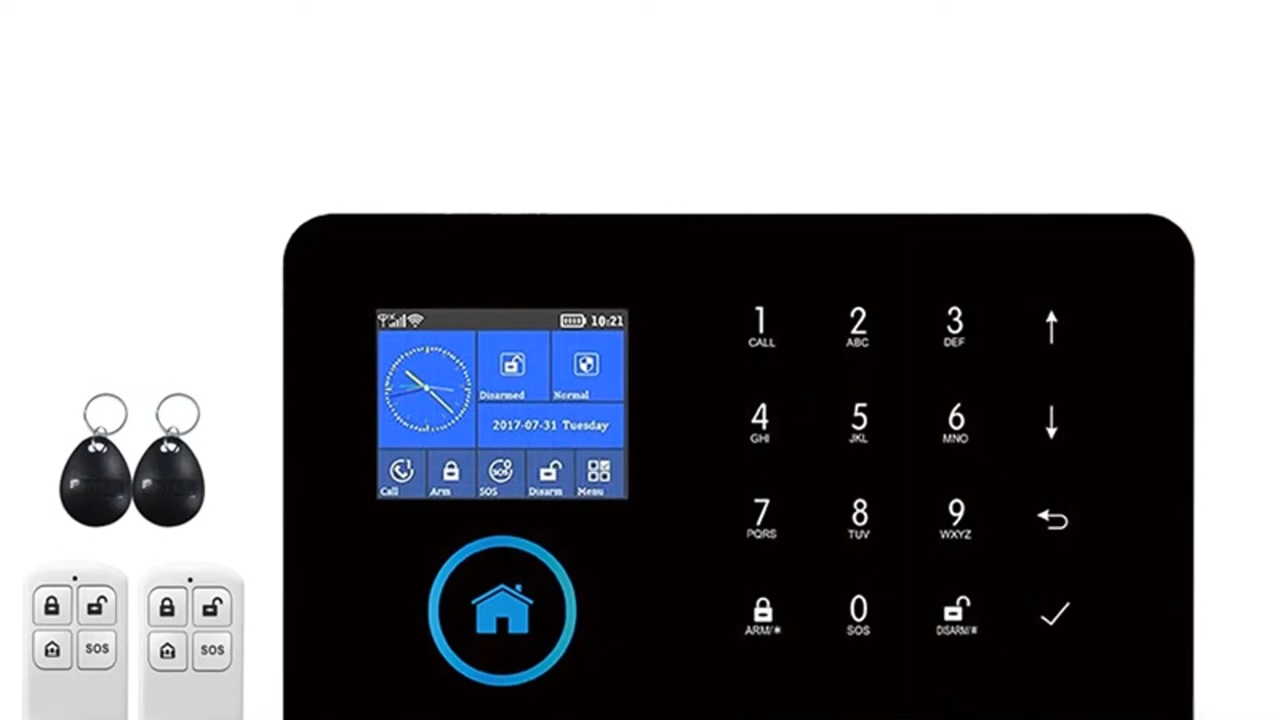 10:21
Disarmed
Normal
2017-07-31 Tuesday
Call
Arm
SOS
SOS
Disarm
Menu
1
CALL
2
ABC
3
DEF
4
GHI
5
JKL
6
MNO
7
PQRS
8
TUV
9
WXYZ
ARM/*
0
SOS
DISARM/#
SOS
SOS